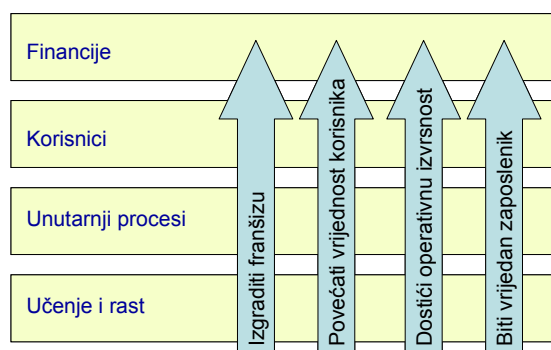 Financije
Korisnici
Unutarnji procesi
Učenje i rast
Izgraditi franšizu
Povećati vrijednost korisnika
Dostići operativnu izvrsnost
Biti vrijedan zaposlenik